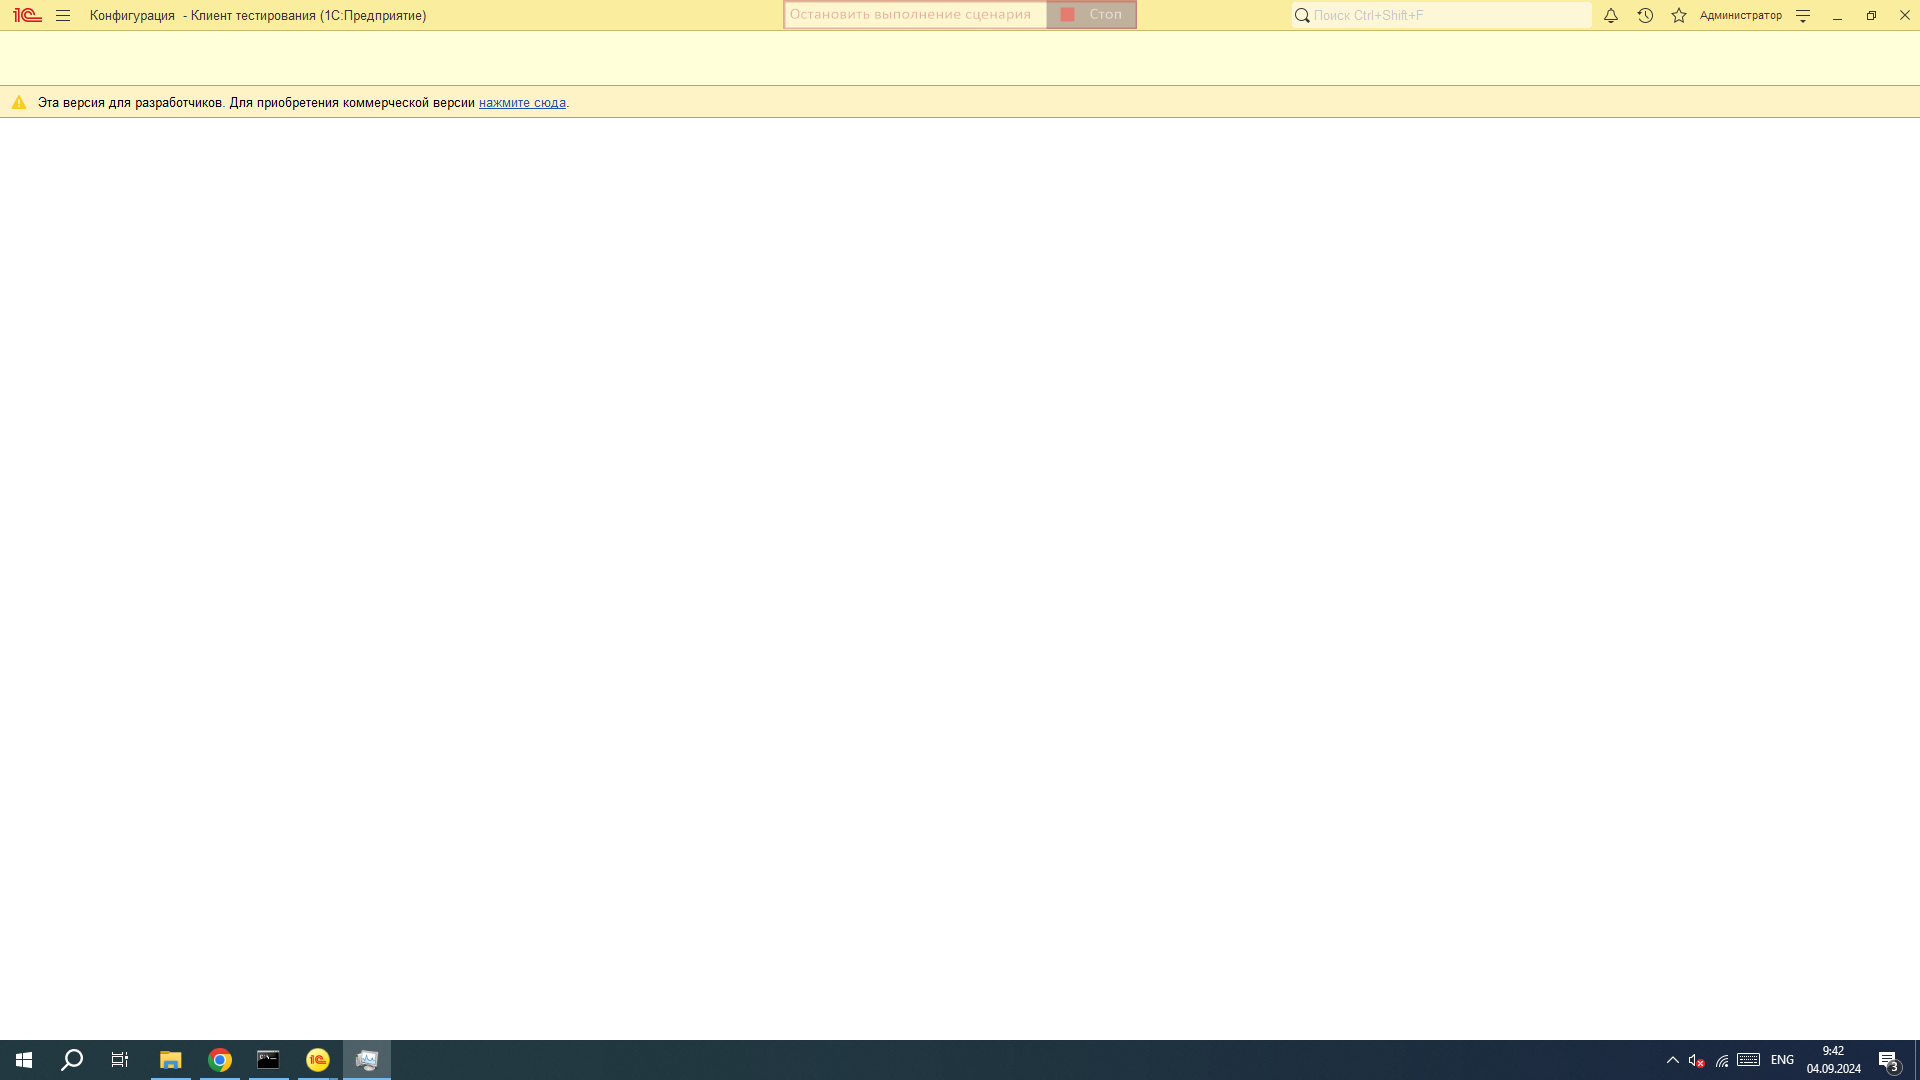 1С Конфигурация - Клиент тестирования (1С:Предприятие) Остановить выполнение сценария Стоп Поиск Ctrl+Shift+F Администратор
Эта версия для разработчиков. Для приобретения коммерческой версии нажмите сюда.
1С ENG 9:42
04.09.2024 3